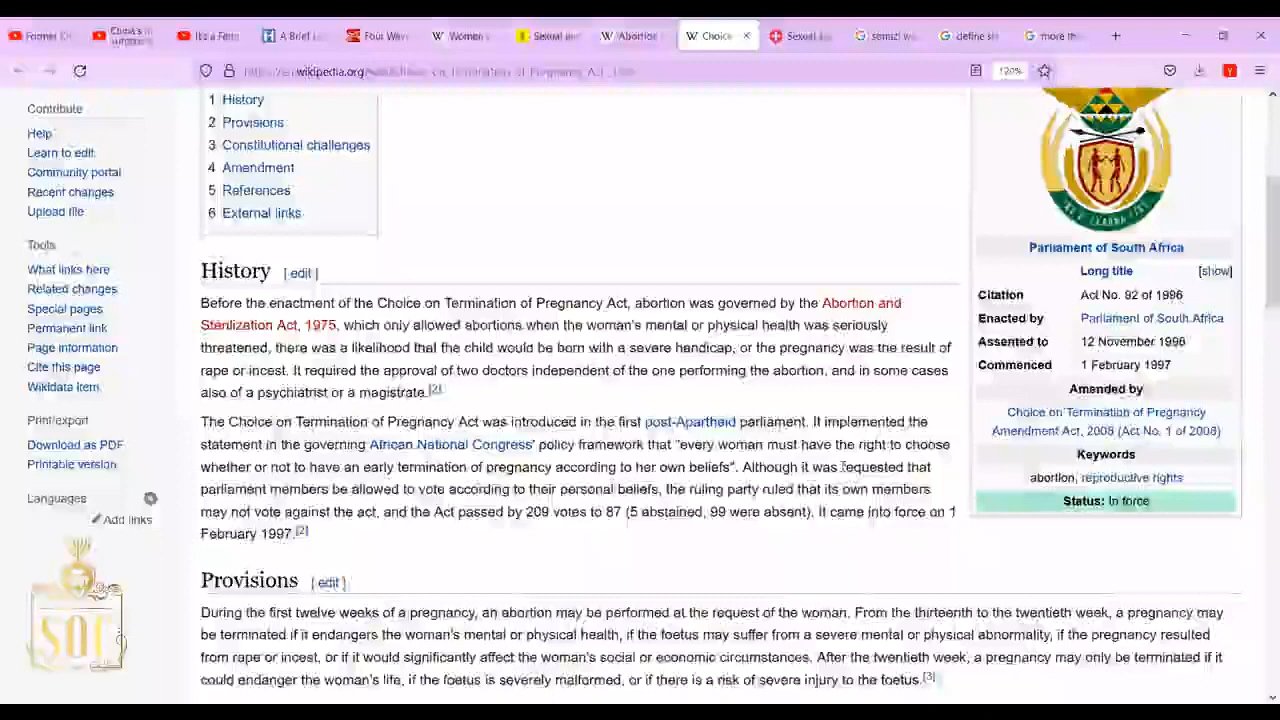 Former
It's a
A Brief
Four Wav
Women's
Sexual an
Abortion
Choice
Sexual
define
more th
wikipedia.org
120%
Contribute
Help
Learn to edit
Community portal
Recent changes
Upload file
Tools
What links here
Related changes
Special pages
Permanent link
Page information
Cite this page
Wikidata item
Print/export
Download as PDF
Printable version
Languages
Add links
SOC
1 History
2 Provisions
3 Constitutional challenges
4 Amendment
5 References
6 External links
History [ edit ]
Before the enactment of the Choice on Termination of Pregnancy Act, abortion was governed by the Abortion and
Sterilization Act, 1975, which only allowed abortions when the woman's mental or physical health was seriously
threatened, there was a likelihood that the child would be born with a severe handicap, or the pregnancy was the result of
rape or incest. It required the approval of two doctors independent of the one performing the abortion, and in some cases
also of a psychiatrist or a magistrate.[2]
The Choice on Termination of Pregnancy Act was introduced in the first post-Apartheid parliament. It implemented the
statement in the governing African National Congress' policy framework that "every woman must have the right to choose
whether or not to have an early termination of pregnancy according to her own beliefs". Although it was requested that
parliament members be allowed to vote according to their personal beliefs, the ruling party ruled that its own members
may not vote against the act, and the Act passed by 209 votes to 87 (5 abstained, 99 were absent). It came into force on 1
February 1997.[2]
Provisions [ edit ]
During the first twelve weeks of a pregnancy, an abortion may be performed at the request of the woman. From the thirteenth to the twentieth week, a pregnancy may
be terminated if it endangers the woman's mental or physical health, if the foetus may suffer from a severe mental or physical abnormality, if the pregnancy resulted
from rape or incest, or if it would significantly affect the woman's social or economic circumstances. After the twentieth week, a pregnancy may only be terminated if it
could endanger the woman's life, if the foetus is severely malformed, or if there is a risk of severe injury to the foetus.[3]
Parliament of South Africa
Long title [show]
Citation Act No. 92 of 1996
Enacted by Parliament of South Africa
Assented to 12 November 1996
Commenced 1 February 1997
Amended by
Choice on Termination of Pregnancy
Amendment Act, 2008 (Act No. 1 of 2008)
Keywords
abortion, reproductive rights
Status: In force